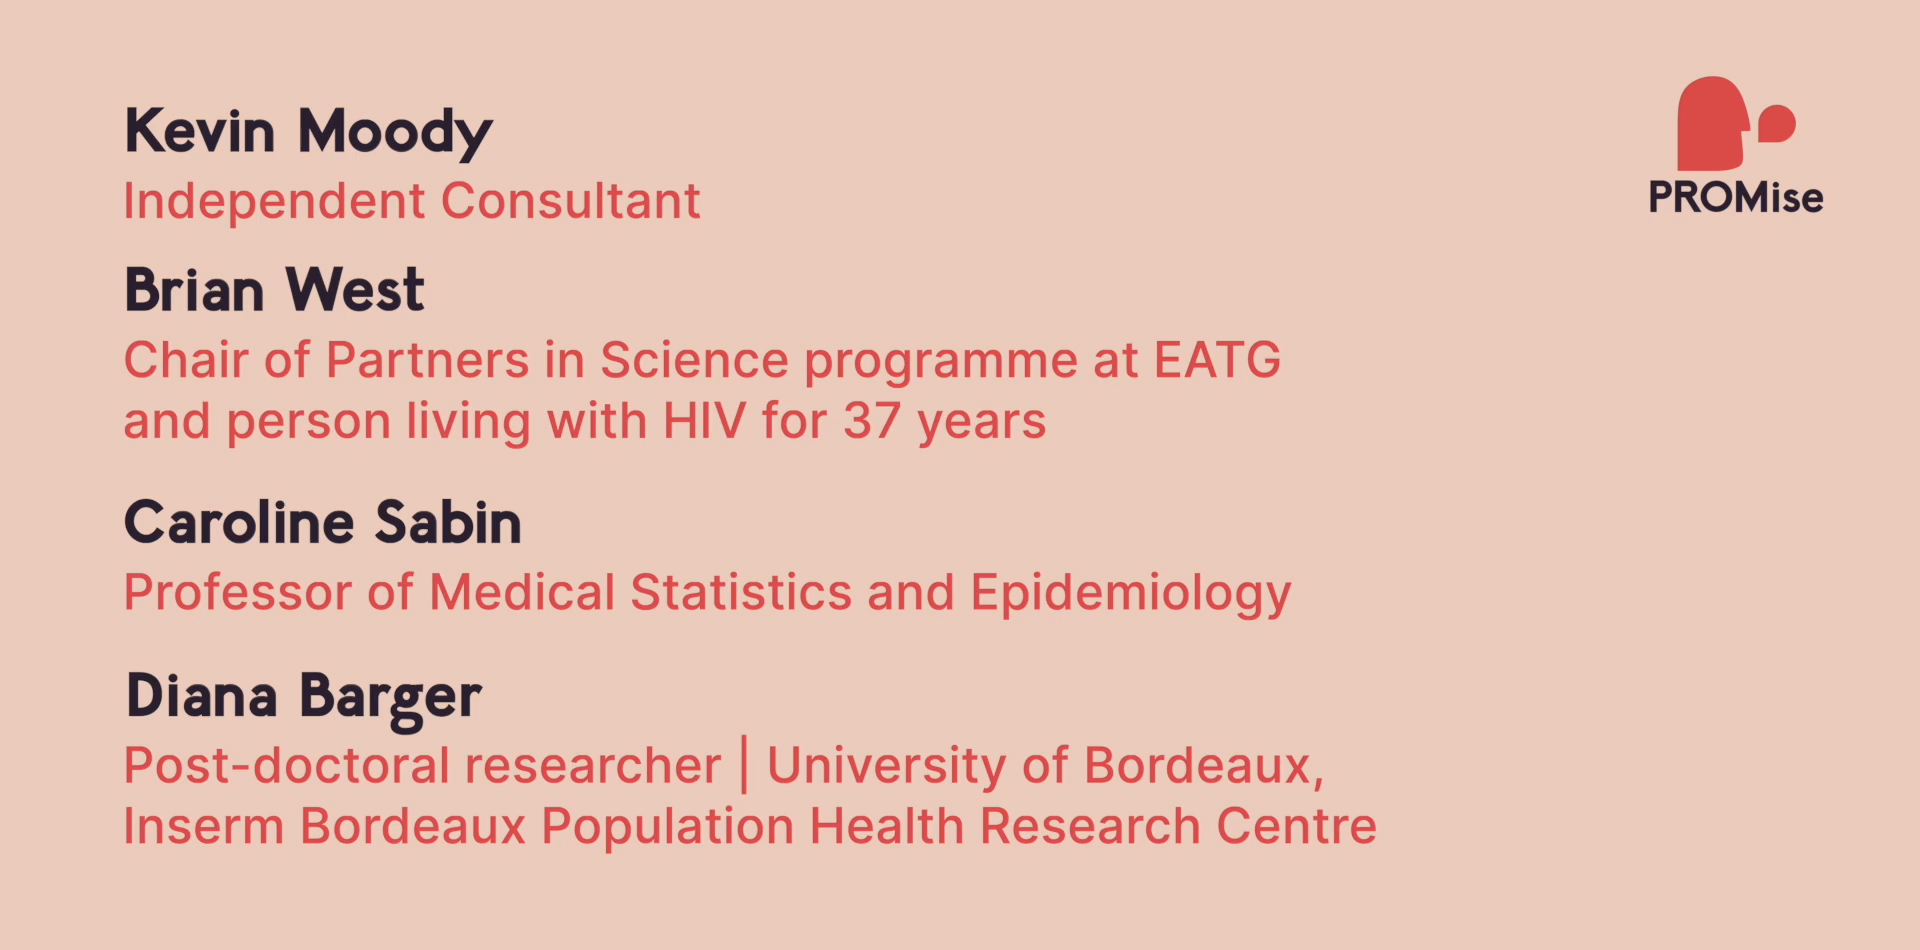 Kevin Moody
Independent Consultant
Brian West
Chair of Partners in Science programme at EATG
and person living with HIV for 37 years
Caroline Sabin
Professor of Medical Statistics and Epidemiology
Diana Barger
Post-doctoral researcher | University of Bordeaux,
Inserm Bordeaux Population Health Research Centre
PROMise